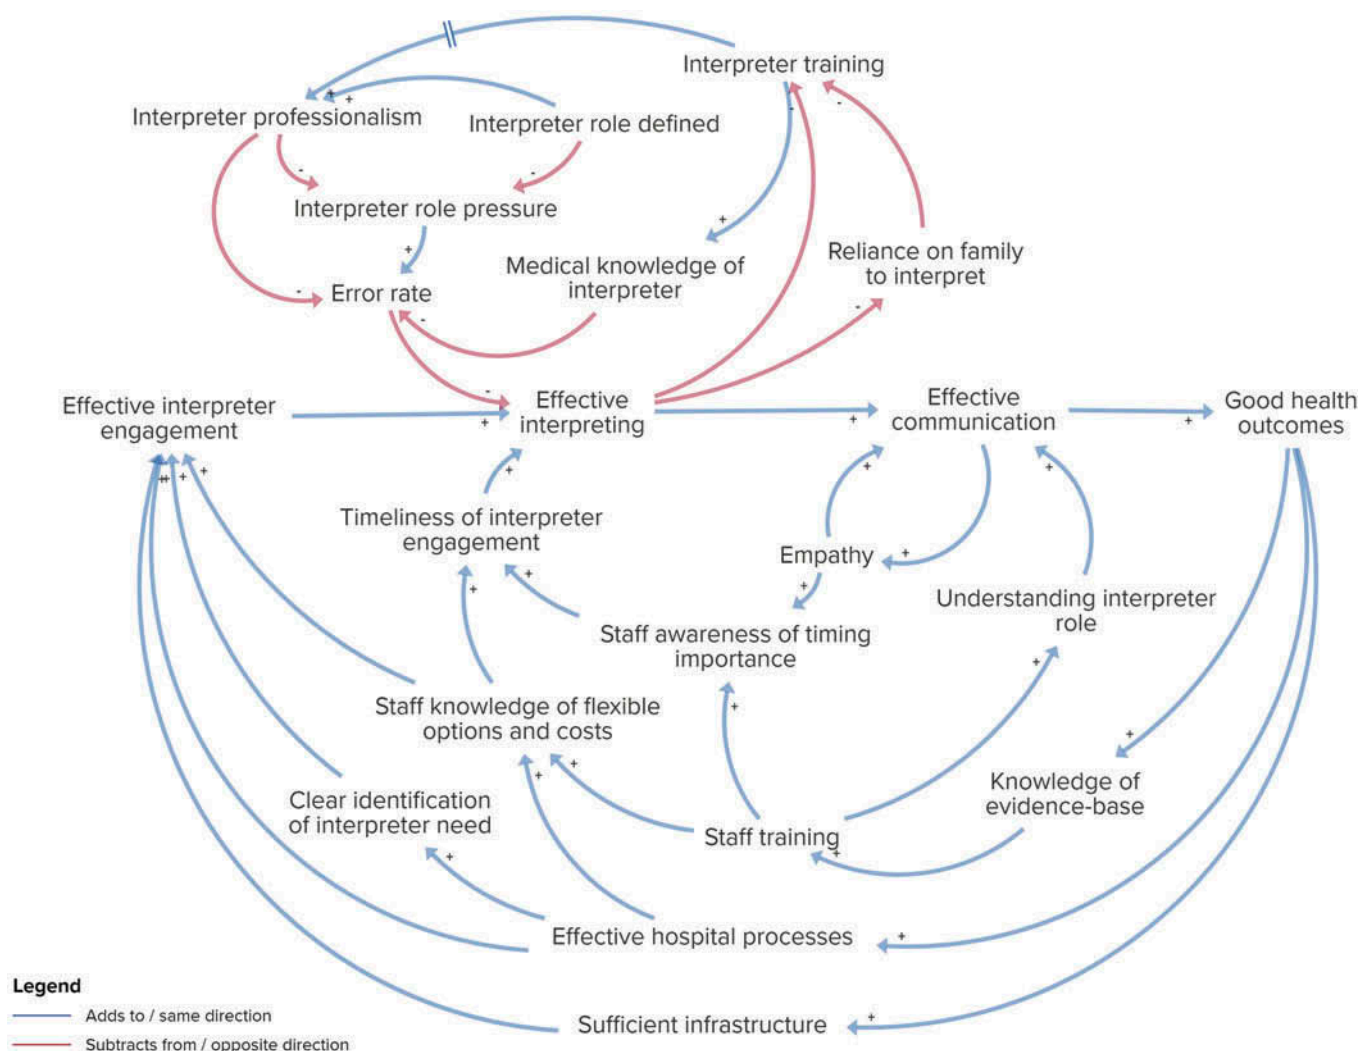 Interpreter training
Interpreter professionalism
Interpreter role defined
Interpreter role pressure
Medical knowledge of
interpreter
Reliance on family
to interpret
Error rate
Effective interpreter
engagement
Effective
interpreting
Effective
communication
Good health
outcomes
Timeliness of interpreter
engagement
Empathy
Understanding interpreter
role
Staff awareness of timing
importance
Staff knowledge of flexible
options and costs
Knowledge of
evidence-base
Clear identification
of interpreter need
Staff training
Effective hospital processes
Sufficient infrastructure
Legend
Adds to / same direction
Subtracts from / opposite direction